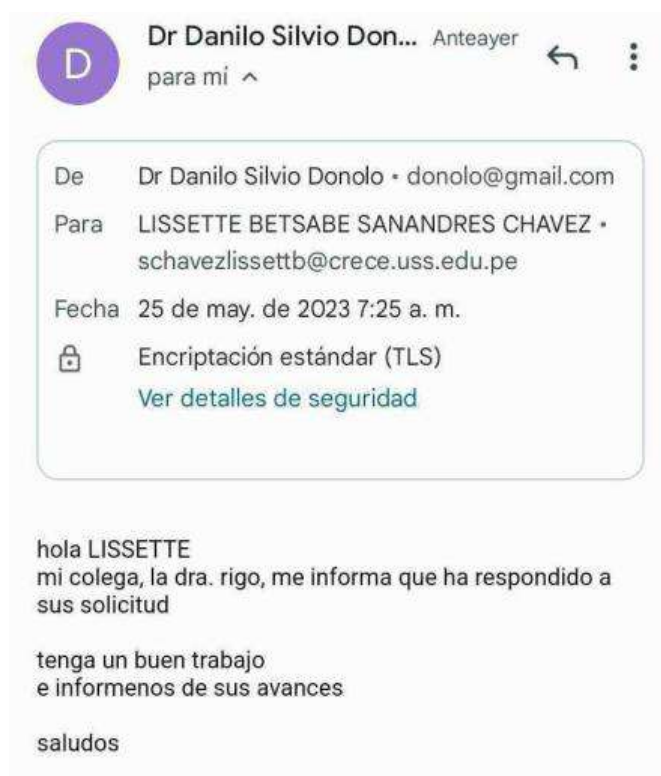 D
Dr Danilo Silvio Don... Anteayer
para mí
De Dr Danilo Silvio Donolo • donolo@gmail.com
Para LISSETTE BETSABE SANANDRES CHAVEZ •
schavezlissettb@crece.uss.edu.pe
Fecha 25 de may. de 2023 7:25 a. m.
Encriptación estándar (TLS)
Ver detalles de seguridad
hola LISSETTE
mi colega, la dra. rigo, me informa que ha respondido a
sus solicitud
tenga un buen trabajo
e informenos de sus avances
saludos